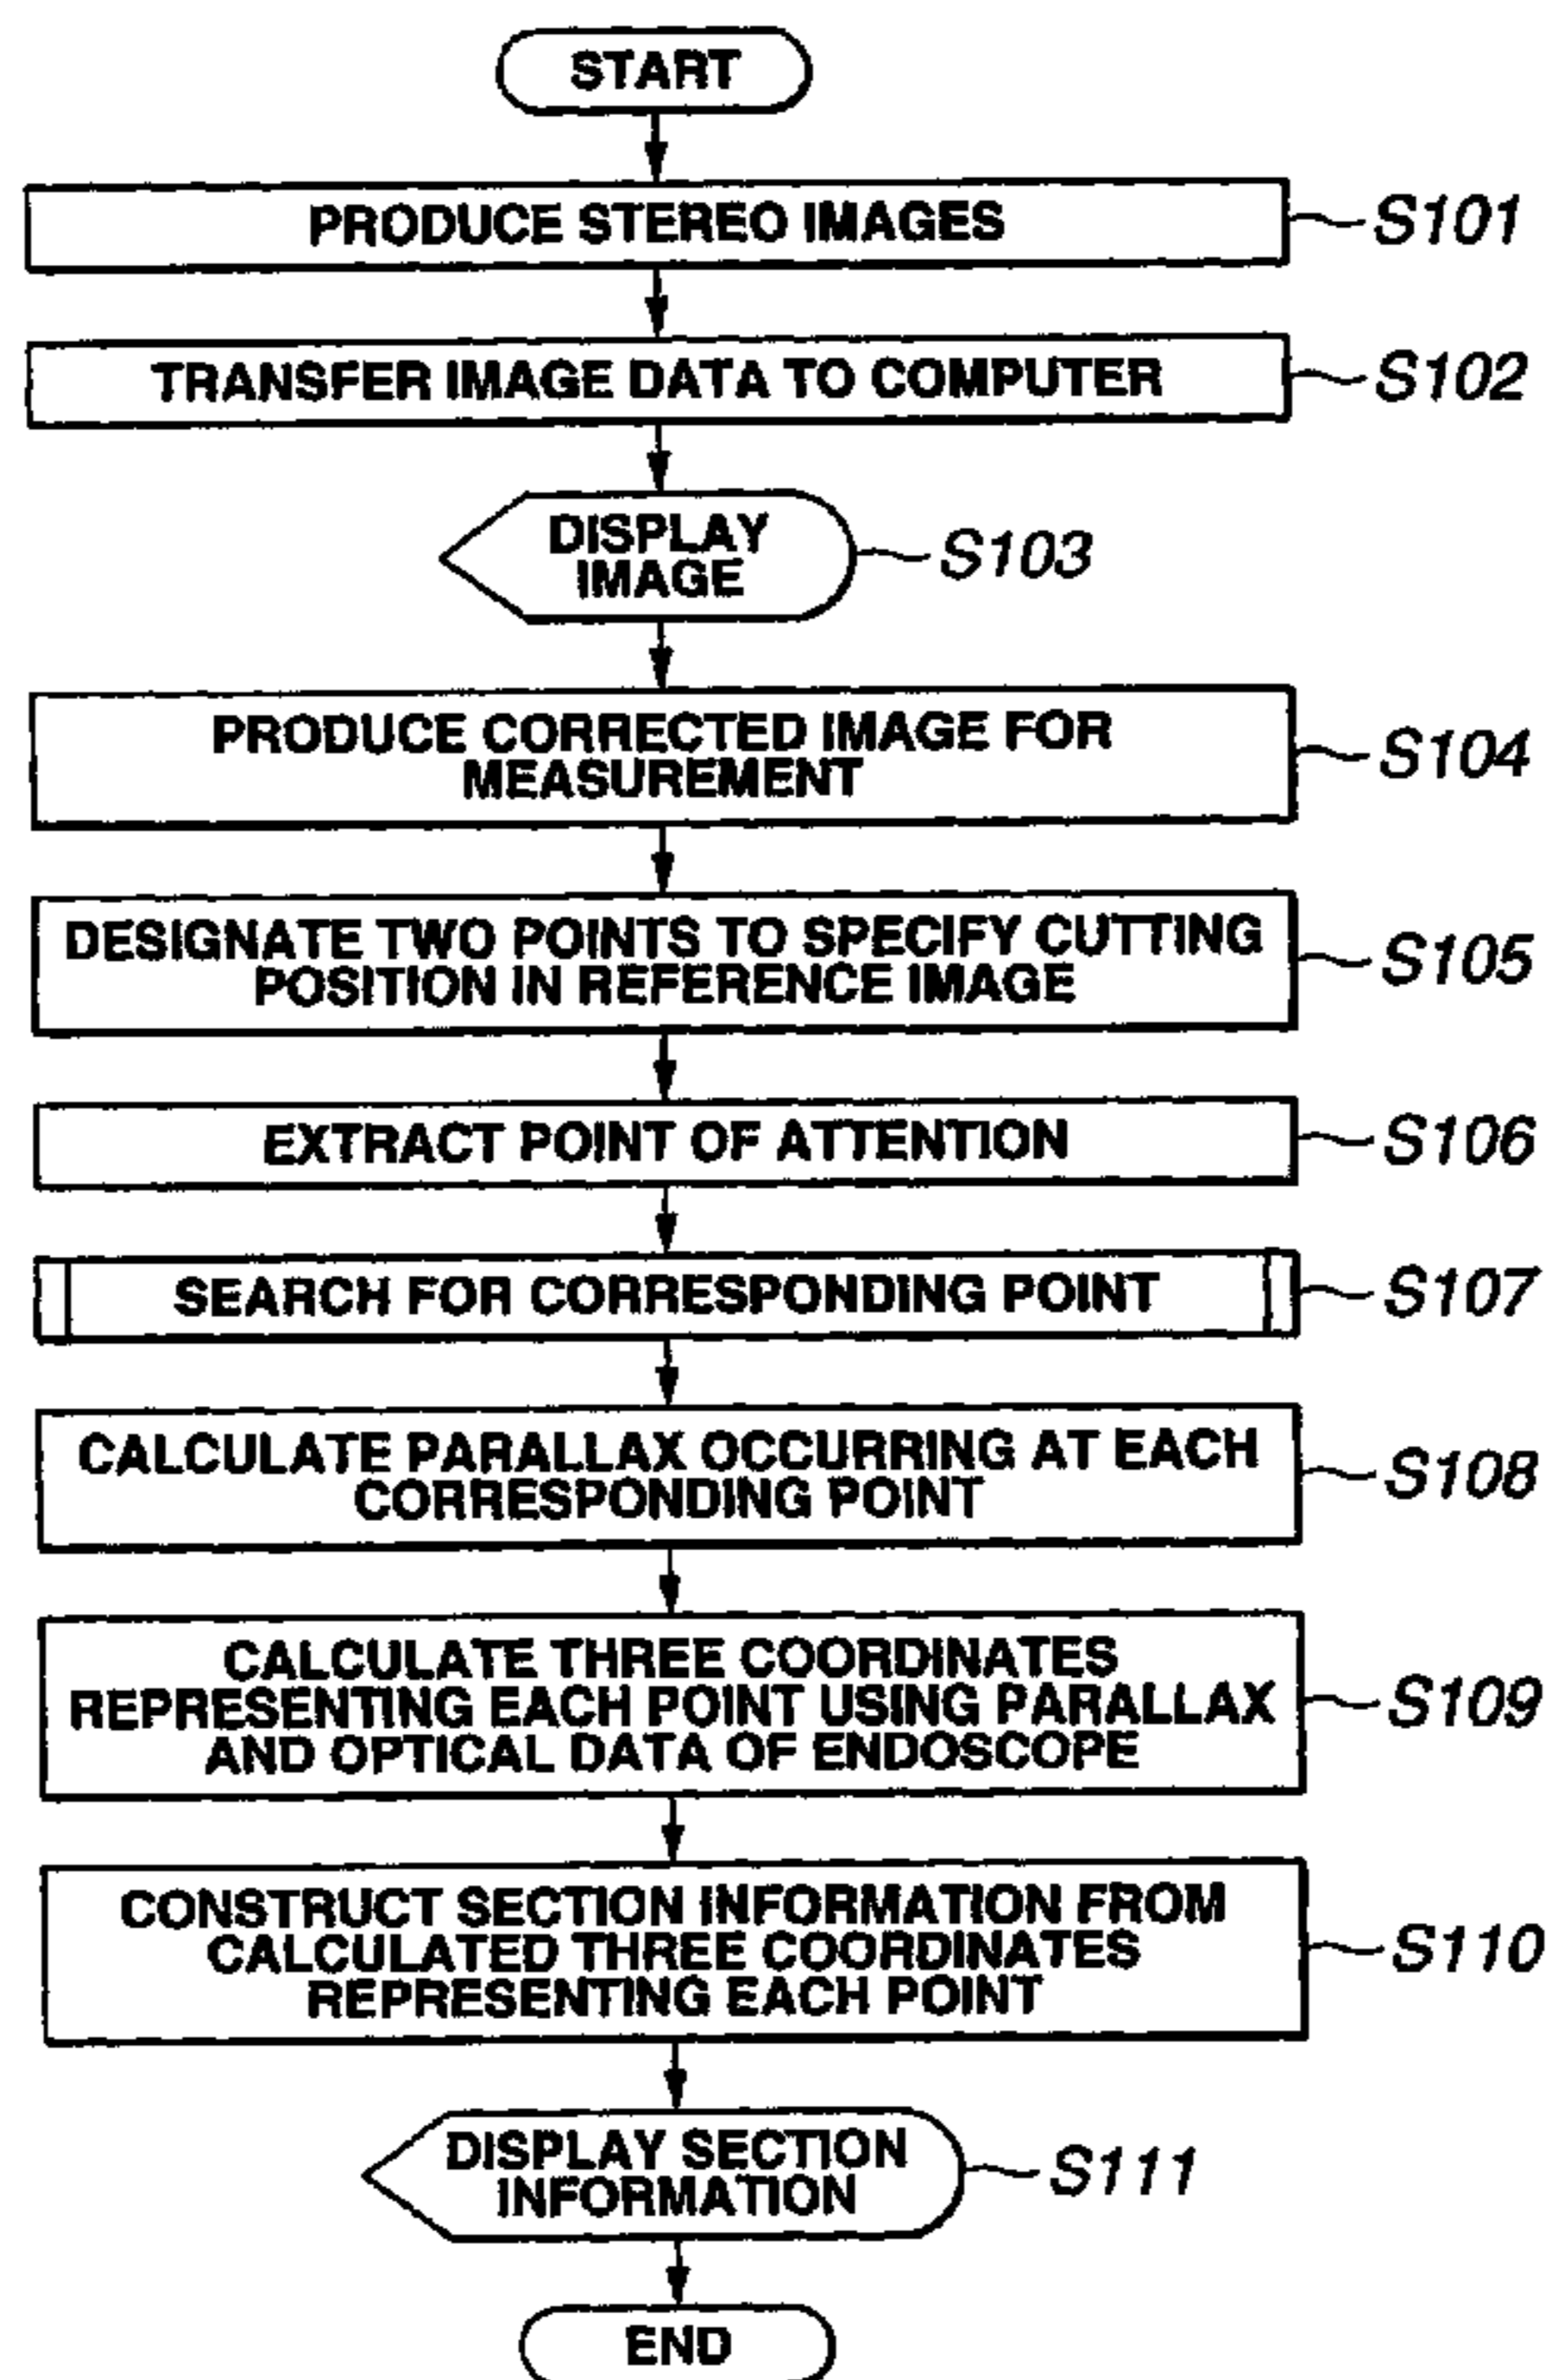 START
PRODUCE STEREO IMAGES
S101
TRANSFER IMAGE DATA TO COMPUTER
S102
DISPLAY
IMAGE
S103
PRODUCE CORRECTED IMAGE FOR
MEASUREMENT
S104
DESIGNATE TWO POINTS TO SPECIFY CUTTING
POSITION IN REFERENCE IMAGE
S105
EXTRACT POINT OF ATTENTION
S106
SEARCH FOR CORRESPONDING POINT
S107
CALCULATE PARALLAX OCCURRING AT EACH
CORRESPONDING POINT
S108
CALCULATE THREE COORDINATES
REPRESENTING EACH POINT USING PARALLAX
AND OPTICAL DATA OF ENDOSCOPE
S109
CONSTRUCT SECTION INFORMATION FROM
CALCULATED THREE COORDINATES
REPRESENTING EACH POINT
S110
DISPLAY SECTION
INFORMATION
S111
END